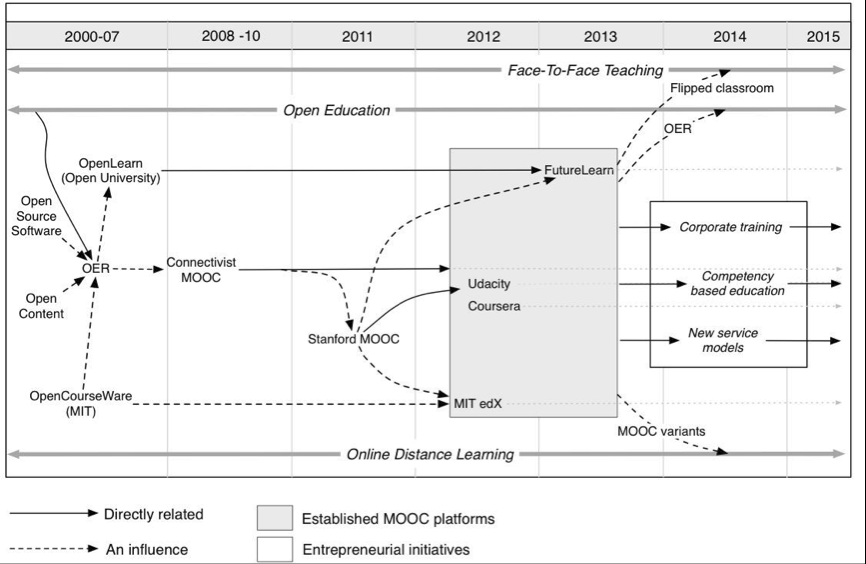 2000-07 2008 -10 2011 2012 2013 2014 2015
Face-To-Face Teaching
Flipped classroom
Open Education
OER
OpenLearn
(Open University)
FutureLearn
Open
Source
Software
Corporate training
OER
Connectivist
MOOC
Udacity
Competency
based education
Open
Content
Coursera
Stanford MOOC
New service
models
OpenCourseWare
(MIT)
MIT edX
MOOC variants
Online Distance Learning
Directly related
Established MOOC platforms
An influence
Entrepreneurial initiatives